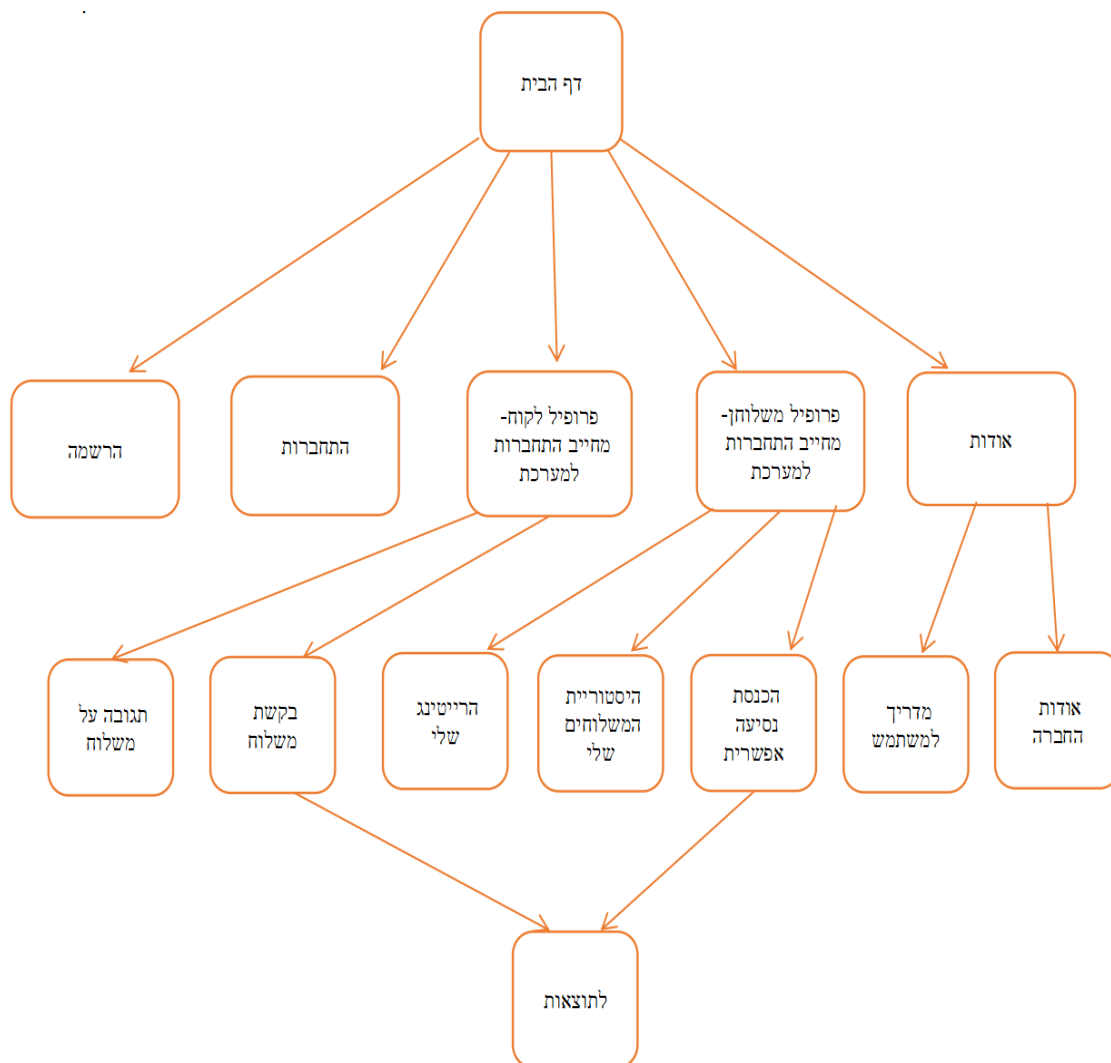 דף הבית
אודות
פרופיל משלוחן-
מחייב התחברות
למערכת
פרופיל לקוח-
מחייב התחברות
למערכת
התחברות
הרשמה
אודות
החברה
מדריך
למשתמש
הכנסת
נסיעה
אפשרית
היסטוריית
המשלוחים
שלי
הרייטינג
שלי
בקשת
משלוח
תגובה על
משלוח
לתוצאות